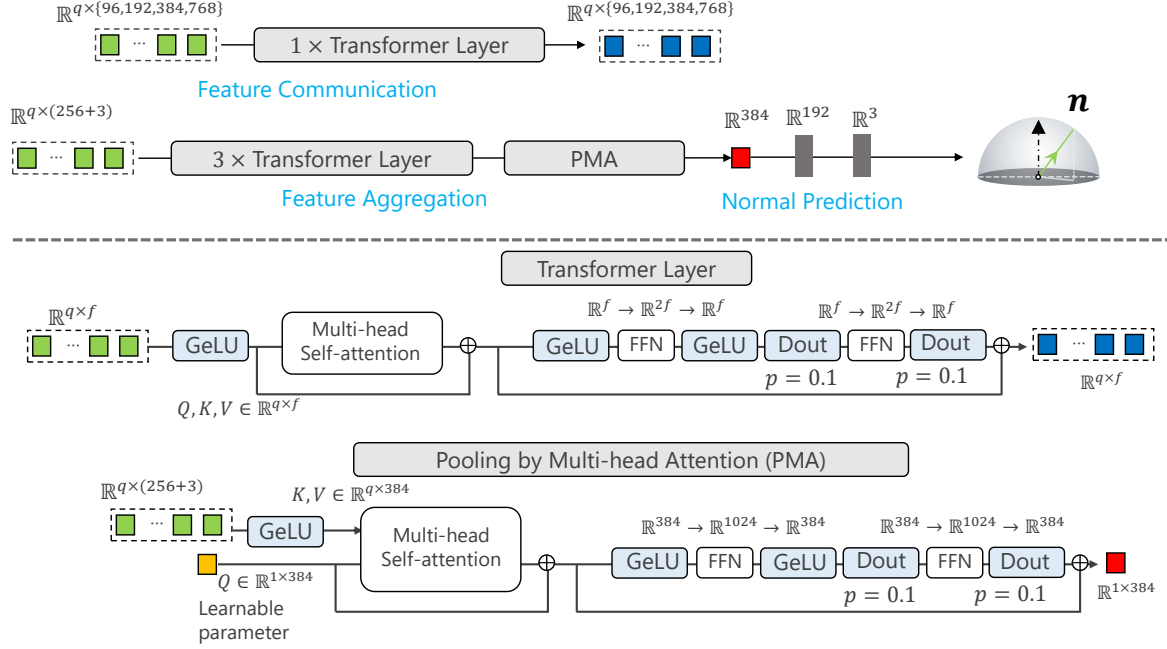 ℝ^{q×{96,192,384,768}}
ℝ^{q×{96,192,384,768}}
...
1 × Transformer Layer
...
Feature Communication
ℝ^{q×(256+3)}
ℝ^{384}
ℝ^{192}
ℝ^{3}
n
...
3 × Transformer Layer
PMA
Feature Aggregation
Normal Prediction
Transformer Layer
ℝ^{q×f}
ℝ^{f} → ℝ^{2f} → ℝ^{f}
ℝ^{f} → ℝ^{2f} → ℝ^{f}
...
GeLU
Multi-head
Self-attention
GeLU
FFN
GeLU
Dout
FFN
Dout
...
p = 0.1
p = 0.1
ℝ^{q×f}
Q, K, V ∈ ℝ^{q×f}
Pooling by Multi-head Attention (PMA)
ℝ^{q×(256+3)}
K, V ∈ ℝ^{q×384}
...
GeLU
Multi-head
Self-attention
ℝ^{384} → ℝ^{1024} → ℝ^{384}
ℝ^{384} → ℝ^{1024} → ℝ^{384}
GeLU
FFN
GeLU
Dout
FFN
Dout
Q ∈ ℝ^{1×384}
p = 0.1
p = 0.1
ℝ^{1×384}
Learnable
parameter